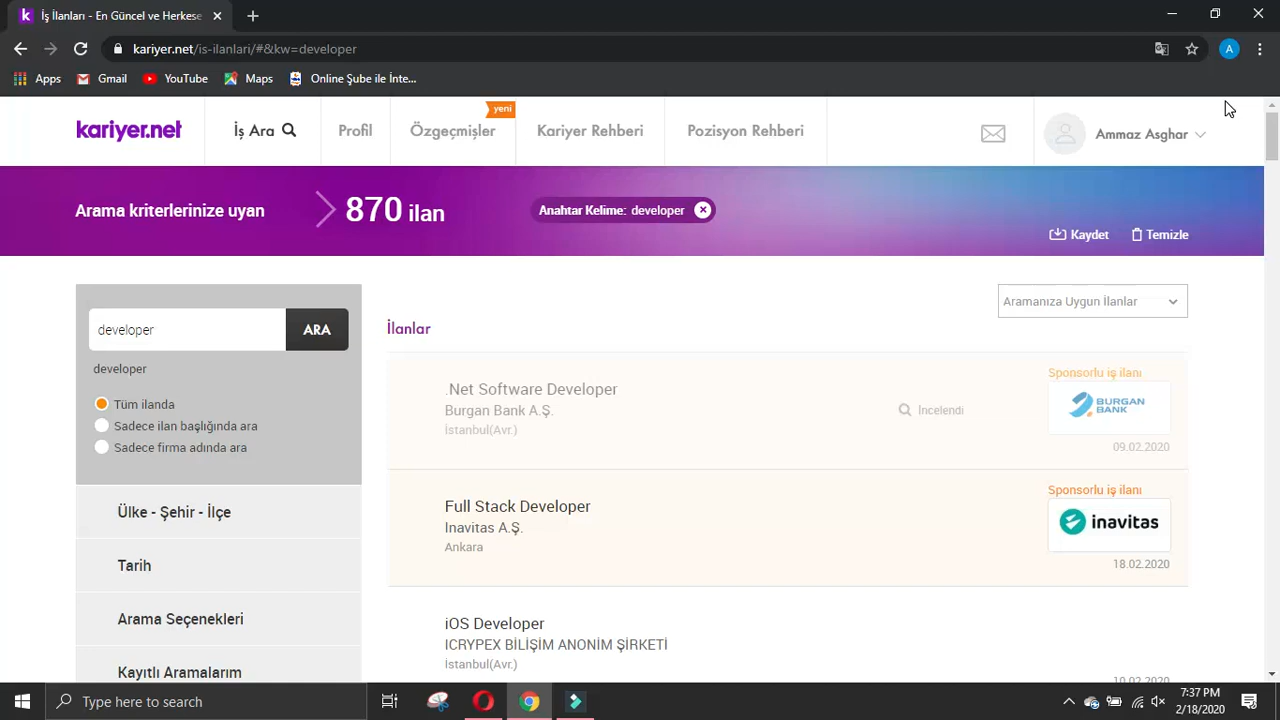 İş İlanları - En Güncel ve Herkes
kariyer.net/is-ilanlari/#&kw=developer
A
Apps
Gmail
YouTube
Maps
Online Şube ile İnte...
kariyer.net
İş Ara
Profil
Özgeçmişler
yeni
Kariyer Rehberi
Pozisyon Rehberi
Ammaz Asghar
Arama kriterlerinize uyan
870 ilan
Anahtar Kelime: developer
Kaydet
Temizle
developer
ARA
developer
Tüm ilanda
Sadece ilan başlığında ara
Sadece firma adında ara
Ülke - Şehir - İlçe
Tarih
Arama Seçenekleri
Kayıtlı Aramalarım
Aramanıza Uygun İlanlar
İlanlar
.Net Software Developer
Burgan Bank A.Ş.
İstanbul(Avr.)
İncelendi
Sponsorlu iş ilanı
BURGAN
BANK
09.02.2020
Full Stack Developer
Inavitas A.Ş.
Ankara
Sponsorlu iş ilanı
inavitas
18.02.2020
iOS Developer
ICRYPEX BİLİŞİM ANONİM ŞİRKETİ
İstanbul(Avr.)
10.02.2020
Type here to search
7:37 PM
2/18/2020